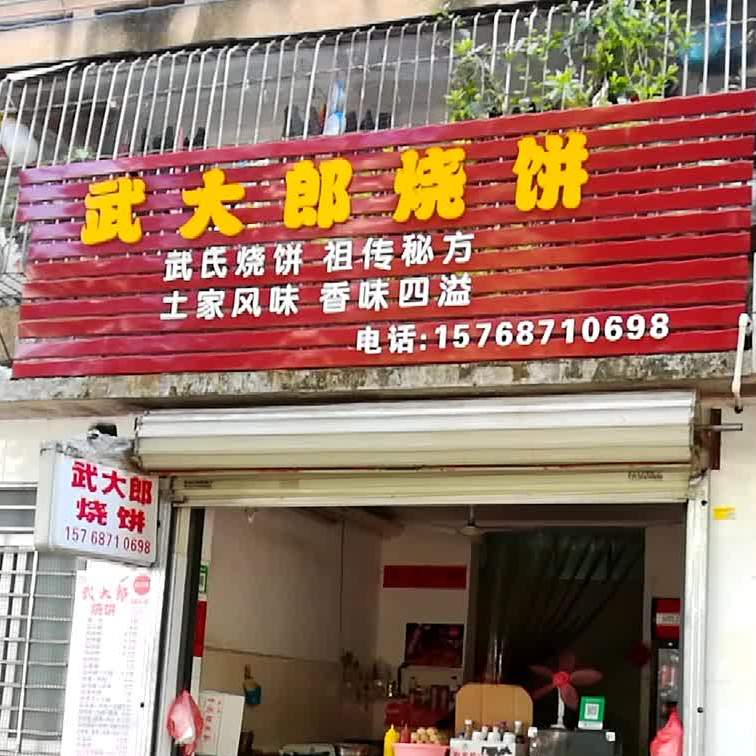 武大郎烧饼
武氏烧饼 祖传秘方
土家风味 香味四溢
电话:15768710698
武大郎
烧饼
15768710698
武大郎
烧饼